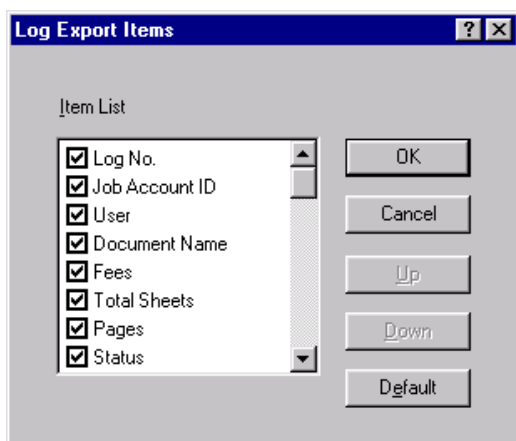 Log Export Items
Item List
Log No.
Job Account ID
User
Document Name
Fees
Total Sheets
Pages
Status
OK
Cancel
Up
Down
Default